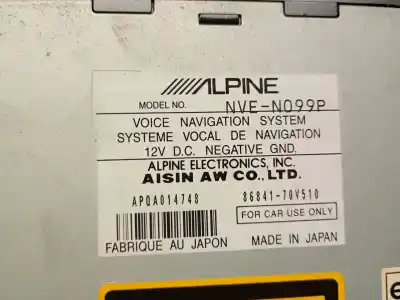 ALPINE
MODEL NO. NVE-N099P
VOICE NAVIGATION SYSTEM
SYSTEME VOCAL DE NAVIGATION
12V D.C. NEGATIVE GND.
ALPINE ELECTRONICS, INC.
AISIN AW CO., LTD.
APQA014748 86841-70V510
FOR CAR USE ONLY
FABRIQUE AU JAPON MADE IN JAPAN